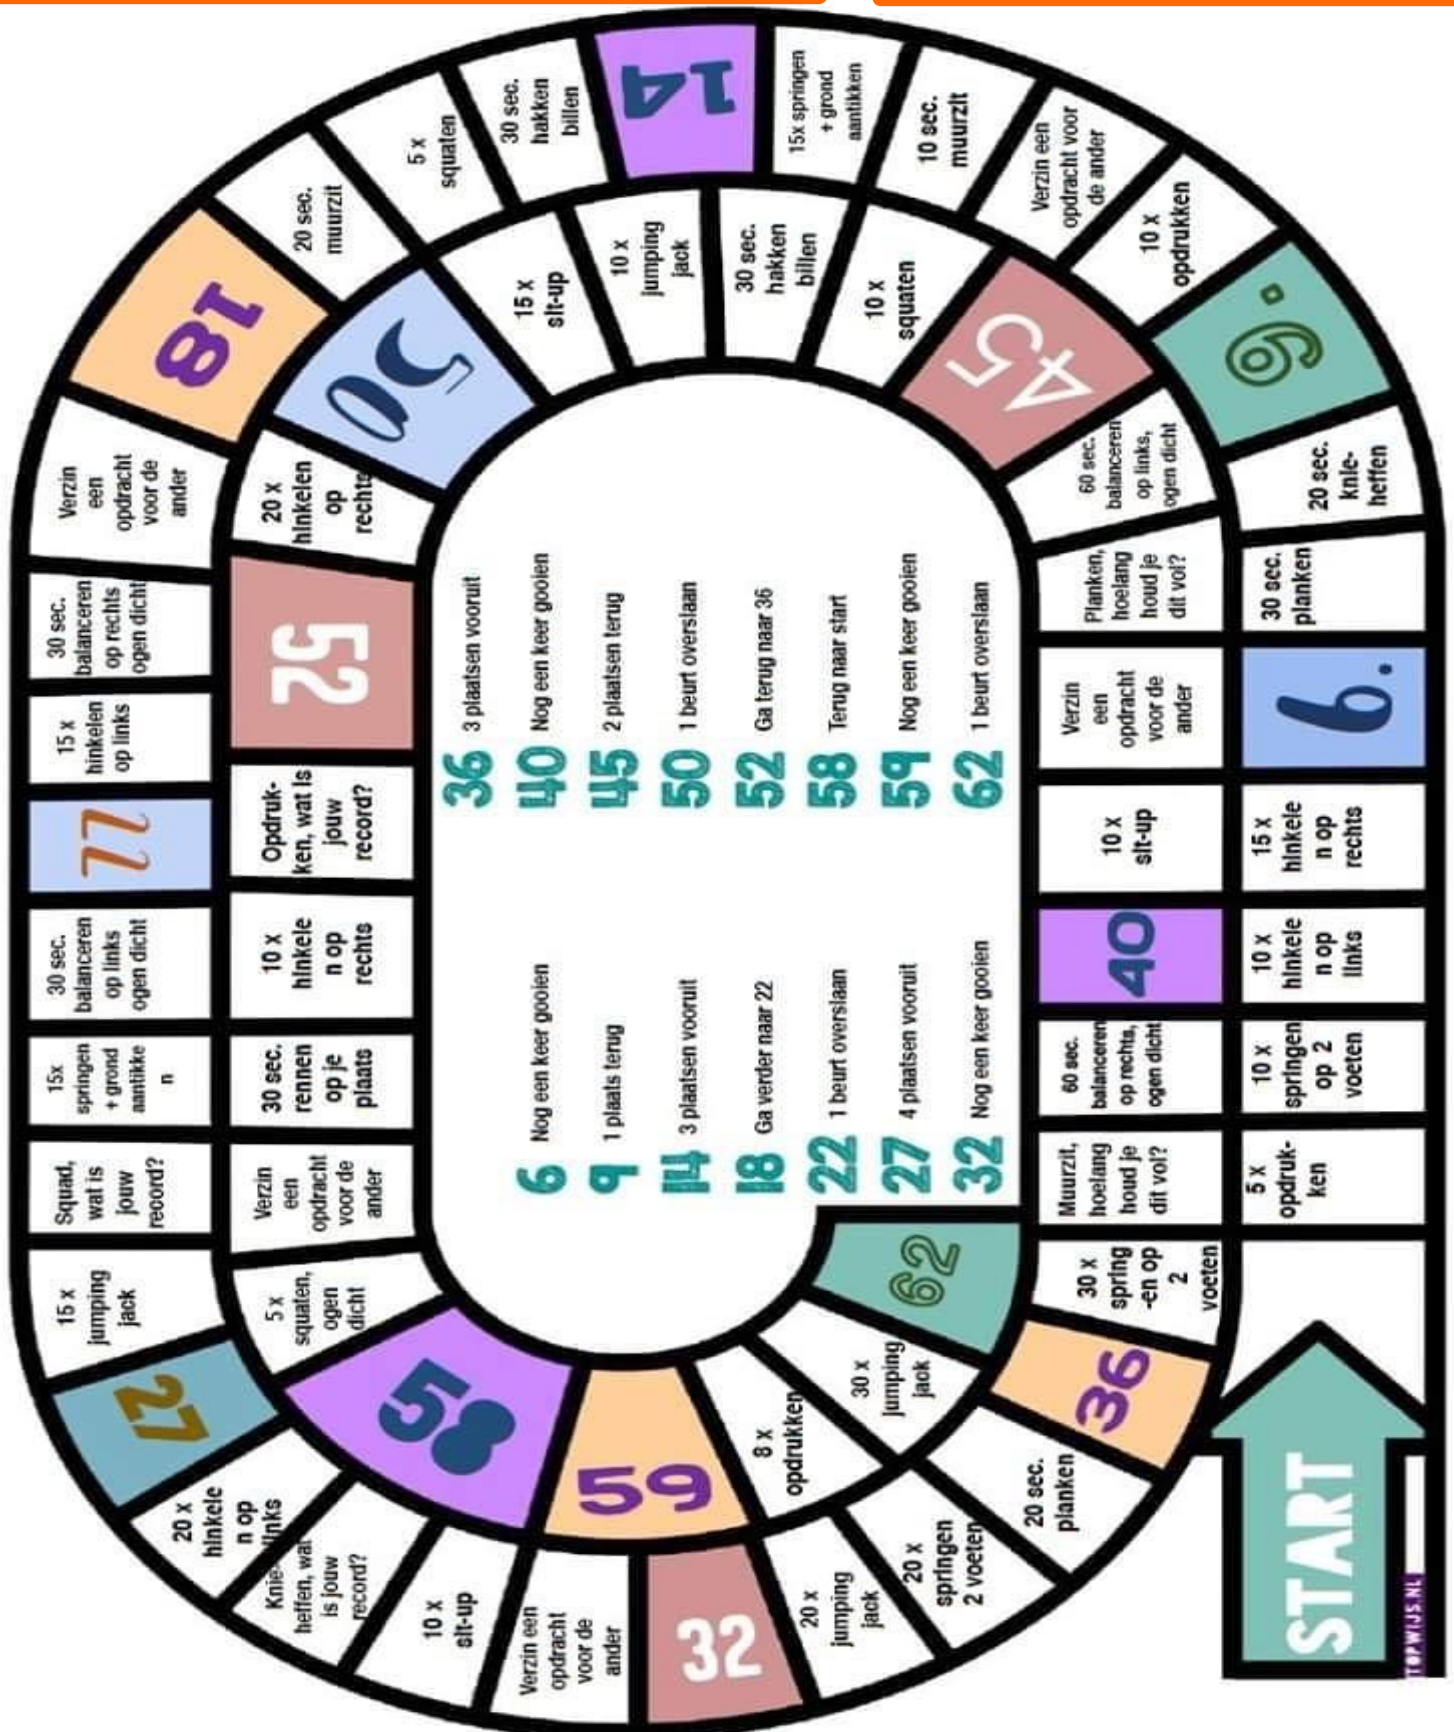 START
TOPWIJS.NL
5 x
opdruk-
ken
10 x
springen
op 2
voeten
10 x
hinkele
n op
links
15 x
hinkele
n op
rechts
6.
30 sec.
planken
20 sec.
knie-
heffen
9.
10 x
opdrukken
Verzin een
opdracht voor
de ander
10 sec.
muurzit
15x springen
+ grond
aantikken
14
30 sec.
hakken
billen
5 x
squaten
20 sec.
muurzit
18
Verzin
een
opdracht
voor de
ander
30 sec.
balanceren
op rechts
ogen dicht
15 x
hinkelen
op links
22
30 sec.
balanceren
op links
ogen dicht
15x
springen
+ grond
aantikke
n
Squad,
wat is
jouw
record?
15 x
jumping
jack
27
20 x
hinkele
n op
links
Knie-
heffen, wat
is jouw
record?
10 x
sit-up
Verzin een
opdracht
voor de
ander
32
20 x
jumping
jack
20 x
springen
2 voeten
20 sec.
planken
36
30 x
spring
-en op
2
voeten
Muurzit,
hoelang
houd je
dit vol?
60 sec.
balanceren
op rechts,
ogen dicht
40
10 x
sit-up
Verzin
een
opdracht
voor de
ander
Planken,
hoelang
houd je
dit vol?
60 sec.
balanceren
op links,
ogen dicht
45
10 x
squaten
30 sec.
hakken
billen
10 x
jumping
jack
15 x
sit-up
50
20 x
hinkelen
op
rechts
52
Opdruk-
ken, wat is
jouw
record?
10 x
hinkele
n op
rechts
30 sec.
rennen
op je
plaats
Verzin
een
opdracht
voor de
ander
5 x
squaten,
ogen
dicht
58
59
8 x
opdrukken
30 x
jumping
jack
62
6 Nog een keer gooien
9 1 plaats terug
14 3 plaatsen vooruit
18 Ga verder naar 22
22 1 beurt overslaan
27 4 plaatsen vooruit
32 Nog een keer gooien
36 3 plaatsen vooruit
40 Nog een keer gooien
45 2 plaatsen terug
50 1 beurt overslaan
52 Ga terug naar 36
58 Terug naar start
59 Nog een keer gooien
62 1 beurt overslaan